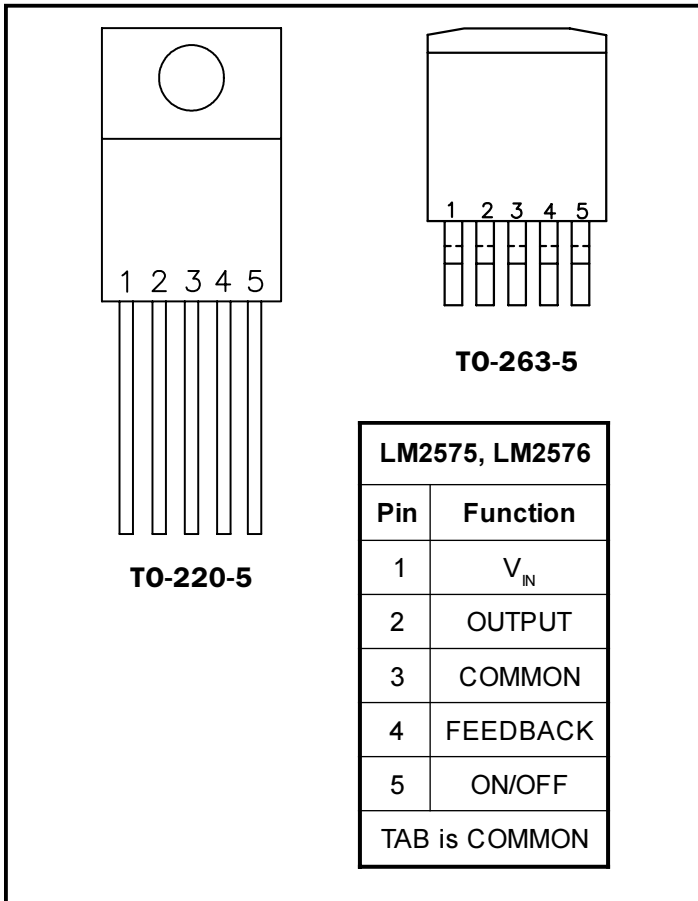 1 2 3 4 5
TO-220-5
1 2 3 4 5
TO-263-5
LM2575, LM2576
Pin Function
1 VIN
2 OUTPUT
3 COMMON
4 FEEDBACK
5 ON/OFF
TAB is COMMON